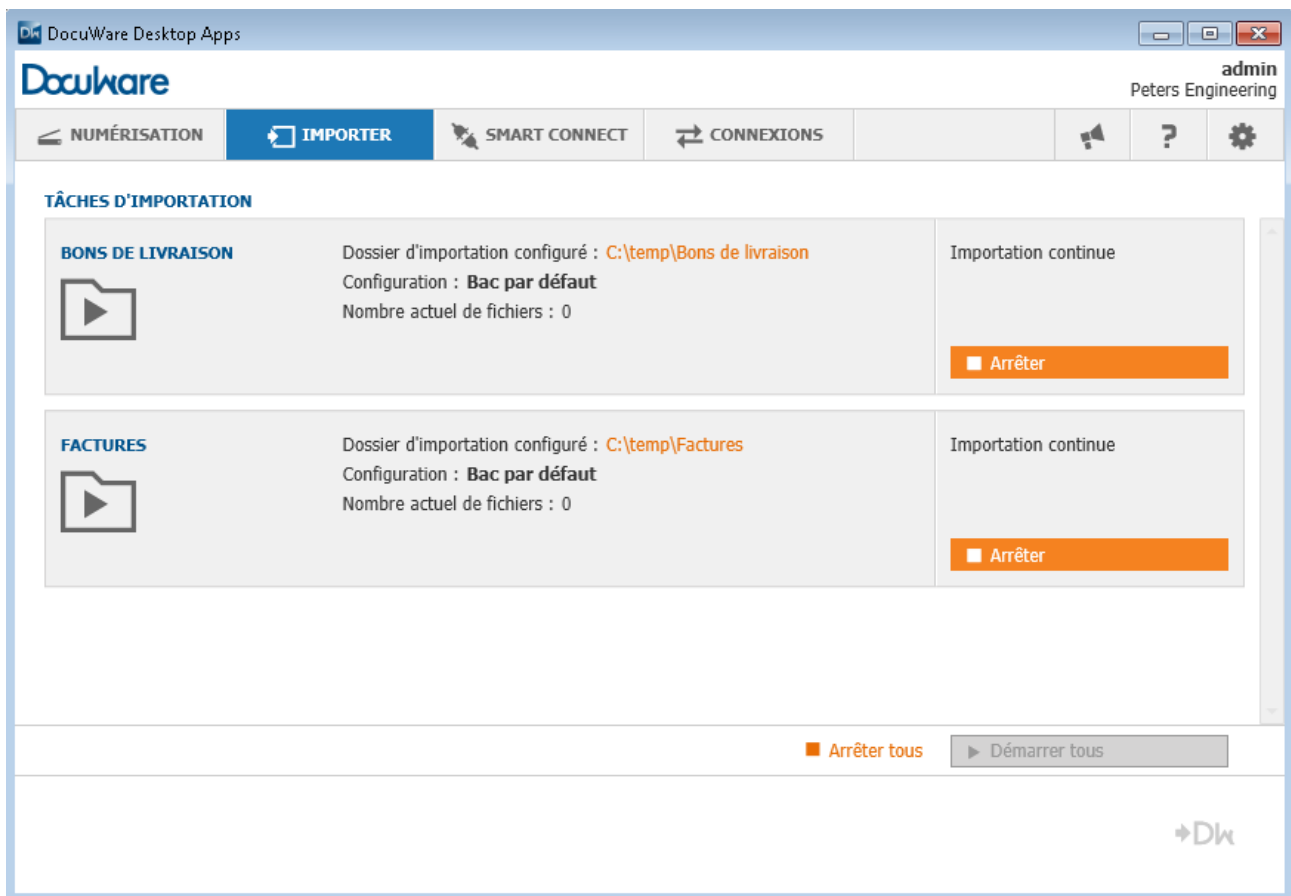 DW DocuWare Desktop Apps
DocuWare
admin
Peters Engineering
NUMÉRISATION
IMPORTER
SMART CONNECT
CONNEXIONS
?
TÂCHES D'IMPORTATION
BONS DE LIVRAISON
Dossier d'importation configuré : C:\temp\Bons de livraison
Configuration : Bac par défaut
Nombre actuel de fichiers : 0
Importation continue
Arrêter
FACTURES
Dossier d'importation configuré : C:\temp\Factures
Configuration : Bac par défaut
Nombre actuel de fichiers : 0
Importation continue
Arrêter
Arrêter tous
Démarrer tous
DW